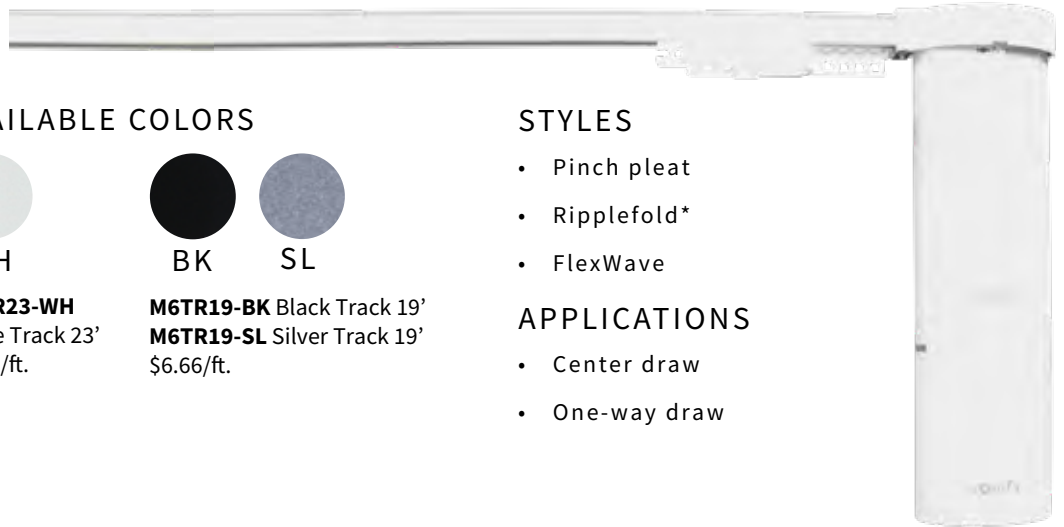 AILABLE COLORS
H
BK
SL
R23-WH
e Track 23’
/ft.
M6TR19-BK Black Track 19’
M6TR19-SL Silver Track 19’
$6.66/ft.
STYLES
• Pinch pleat
• Ripplefold*
• FlexWave
APPLICATIONS
• Center draw
• One-way draw